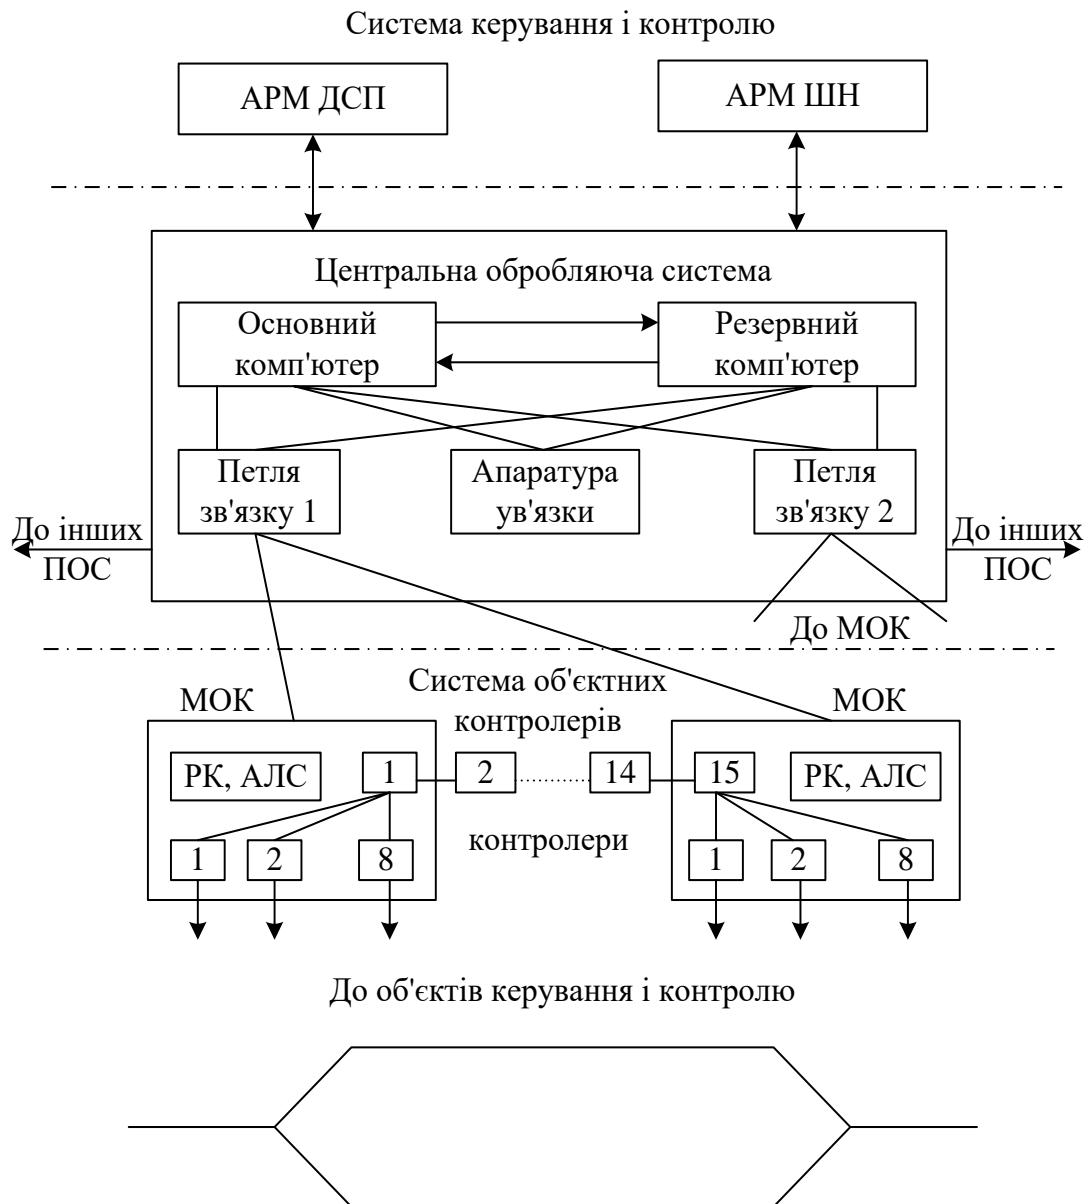 Система керування і контролю
АРМ ДСП
АРМ ШН
Центральна обробляюча система
Основний
комп'ютер
Резервний
комп'ютер
Петля
зв'язку 1
Апаратура
ув'язки
Петля
зв'язку 2
До інших
ПОС
До інших
ПОС
До МОК
Система об'єктних
контролерів
МОК
МОК
РК, АЛС
1
2
14
15
РК, АЛС
контролери
1
2
8
1
2
8
До об'єктів керування і контролю